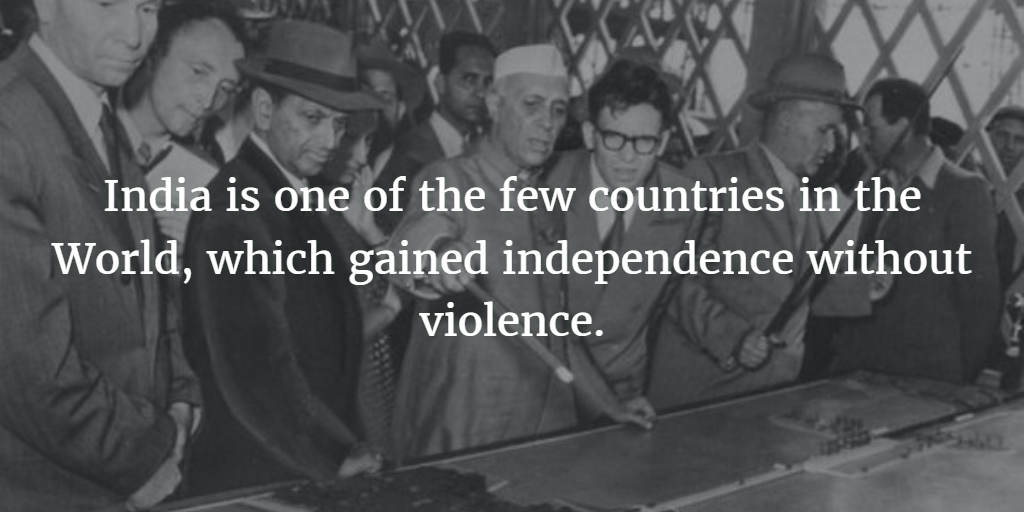 India is one of the few countries in the
World, which gained independence without
violence.